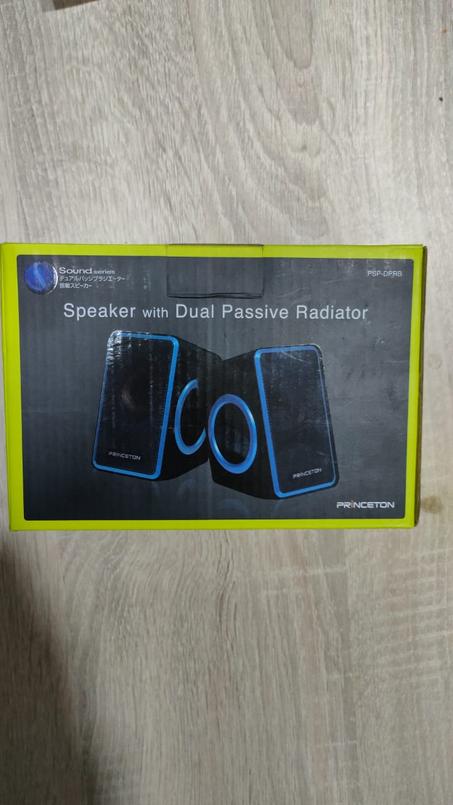 Sound series
デュアルパッシブラジエーター
搭載スピーカー
PSP-DPRB
Speaker with Dual Passive Radiator
PRINCETON
PRINCETON
PRINCETON